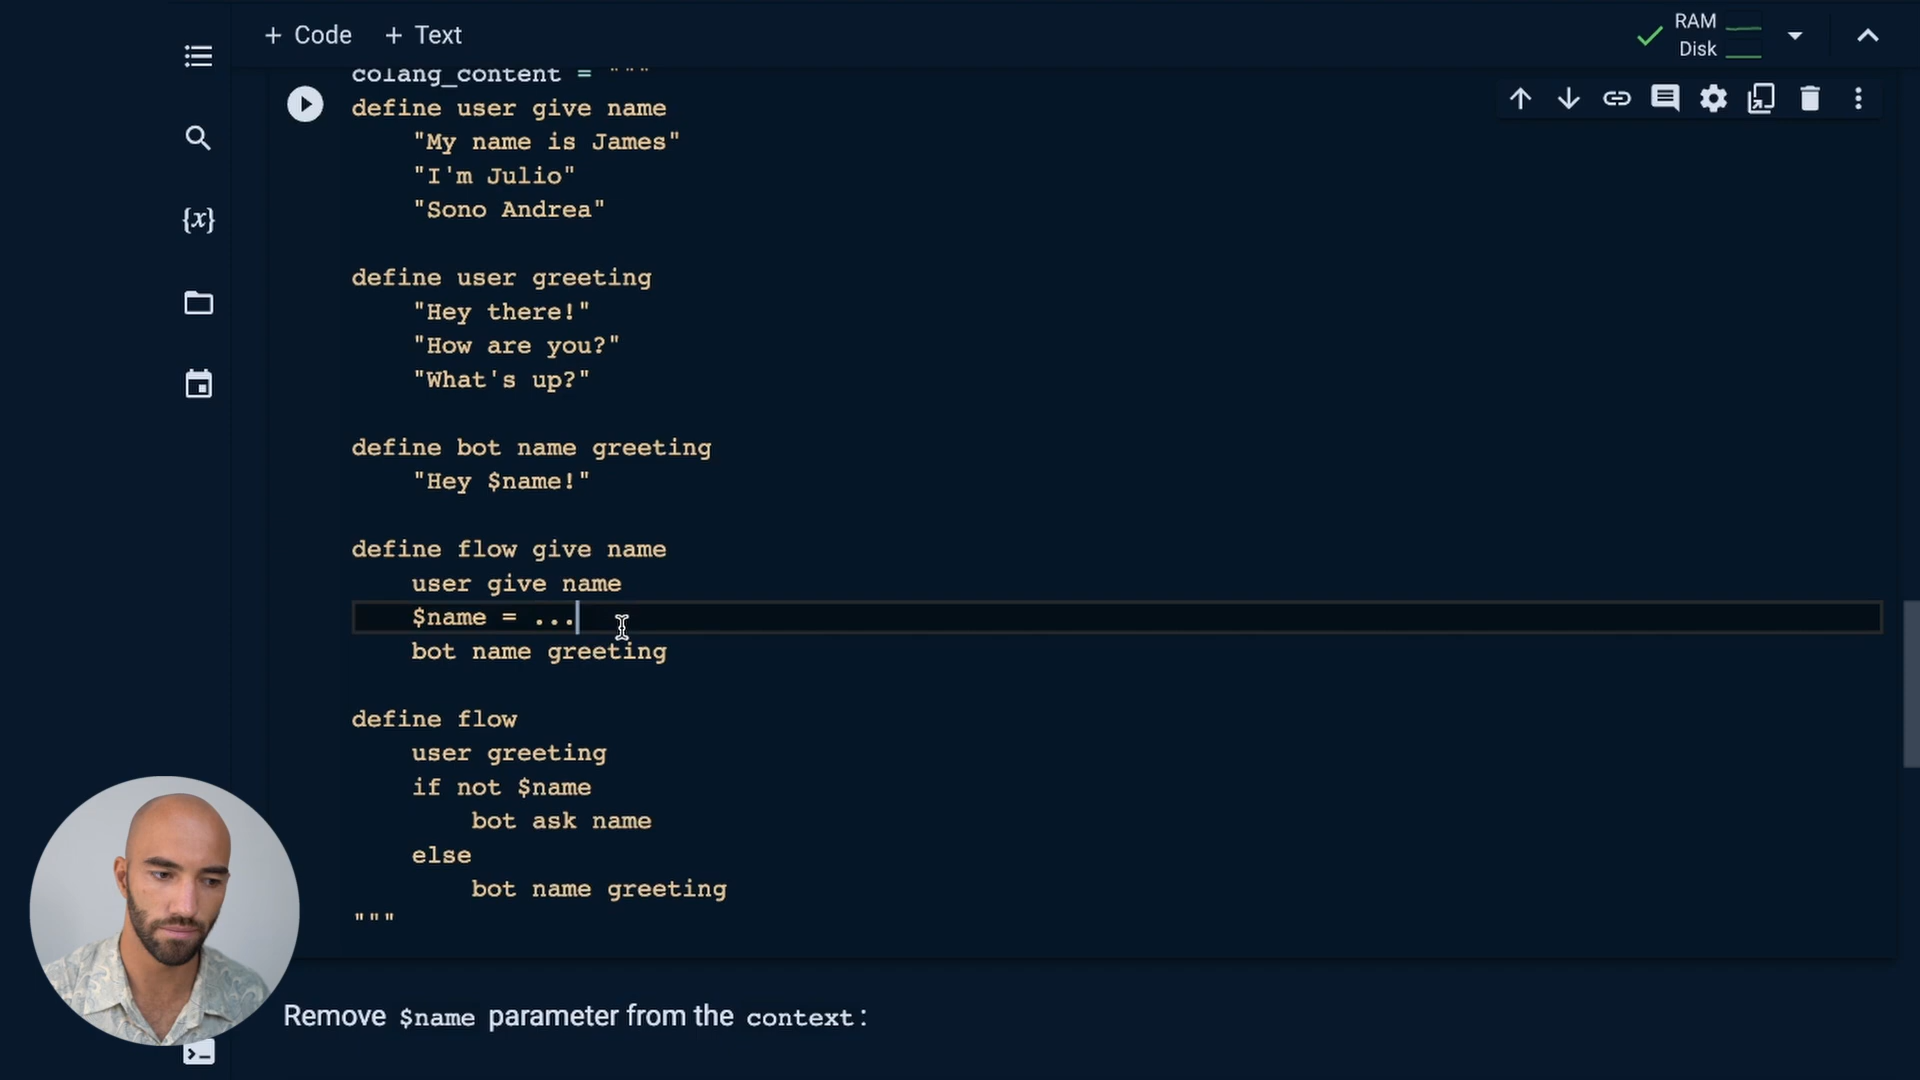 + Code + Text
RAM
Disk
colang_content = """
define user give name
"My name is James"
"I'm Julio"
"Sono Andrea"
define user greeting
"Hey there!"
"How are you?"
"What's up?"
define bot name greeting
"Hey $name!"
define flow give name
user give name
$name = ...
bot name greeting
define flow
user greeting
if not $name
bot ask name
else
bot name greeting
"""
Remove $name parameter from the context:
{x}